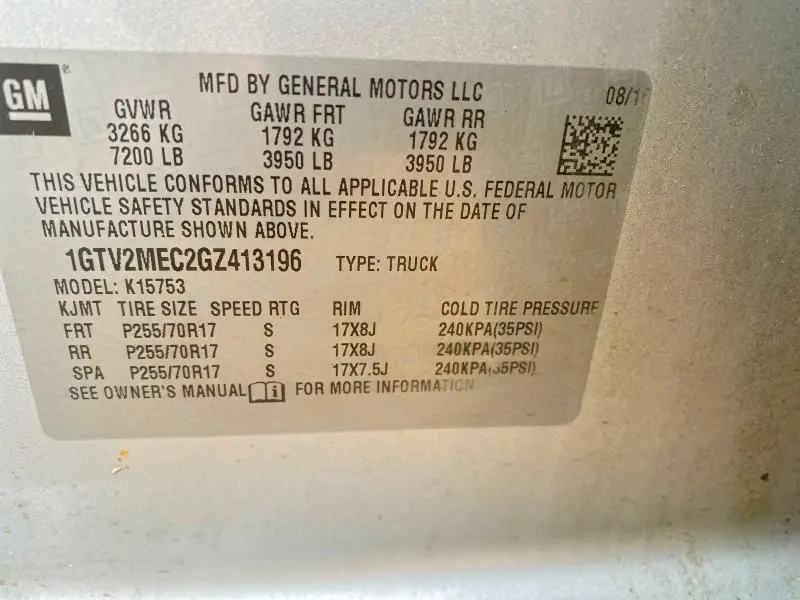 GM
MFD BY GENERAL MOTORS LLC
08/1
GVWR GAWR FRT GAWR RR
3266 KG 1792 KG 1792 KG
7200 LB 3950 LB 3950 LB
THIS VEHICLE CONFORMS TO ALL APPLICABLE U.S. FEDERAL MOTOR
VEHICLE SAFETY STANDARDS IN EFFECT ON THE DATE OF
MANUFACTURE SHOWN ABOVE.
1GTV2MEC2GZ413196 TYPE: TRUCK
MODEL: K15753
KJMT TIRE SIZE SPEED RTG RIM COLD TIRE PRESSURE
FRT P255/70R17 S 17X8J 240KPA(35PSI)
RR P255/70R17 S 17X8J 240KPA(35PSI)
SPA P255/70R17 S 17X7.5J 240KPA(35PSI)
SEE OWNER'S MANUAL FOR MORE INFORMATION